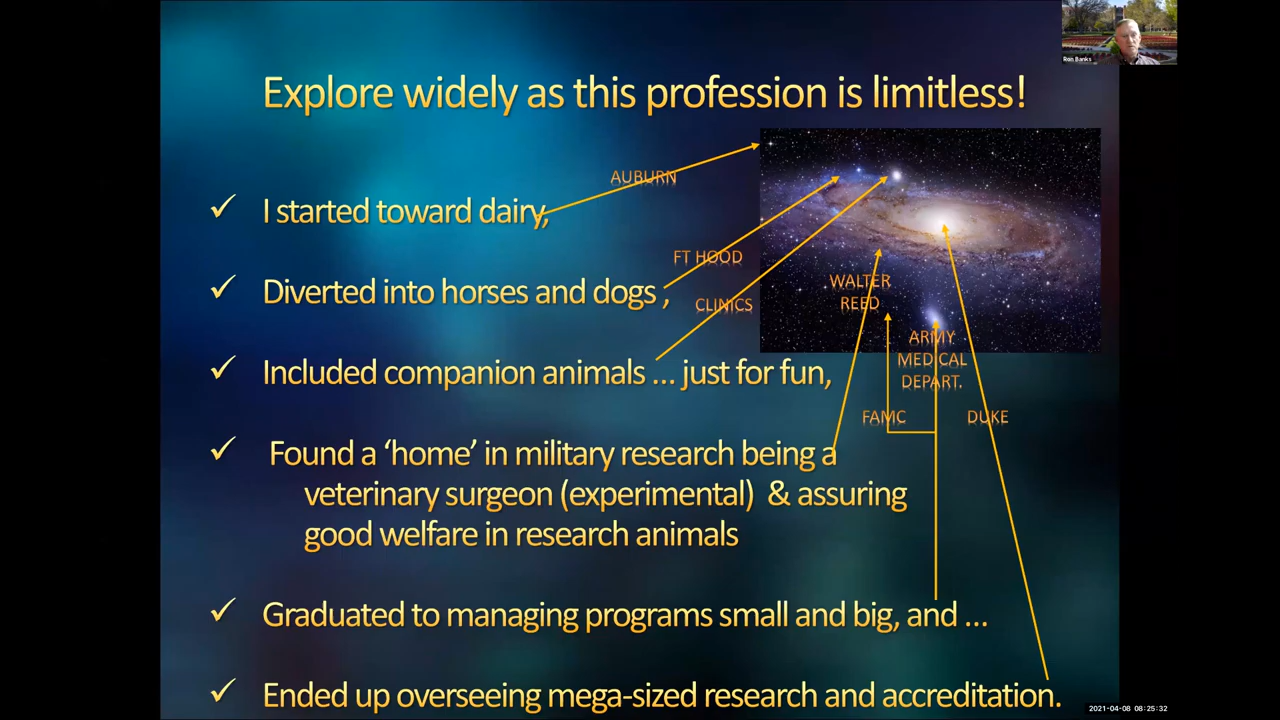 Ron Banks
Explore widely as this profession is limitless!
AUBURN
✓ I started toward dairy,
FT HOOD
✓ Diverted into horses and dogs ,
CLINICS
WALTER
REED
ARMY
MEDICAL
DEPART.
✓ Included companion animals ... just for fun,
FAMC
DUKE
✓ Found a ‘home’ in military research being a
veterinary surgeon (experimental) & assuring
good welfare in research animals
✓ Graduated to managing programs small and big, and ...
✓ Ended up overseeing mega-sized research and accreditation.
2021-04-08 08:25:32